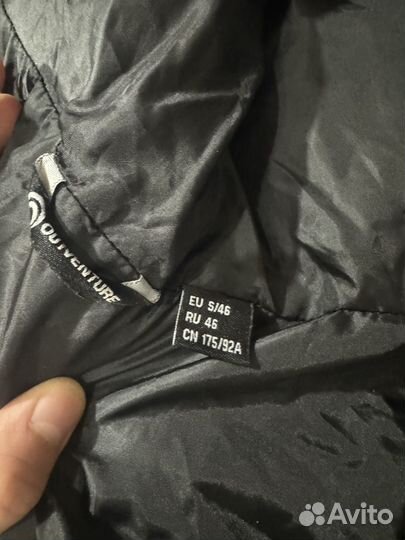 OUTVENTURE
EU S/46
RU 46
CN 175/92A
Avito